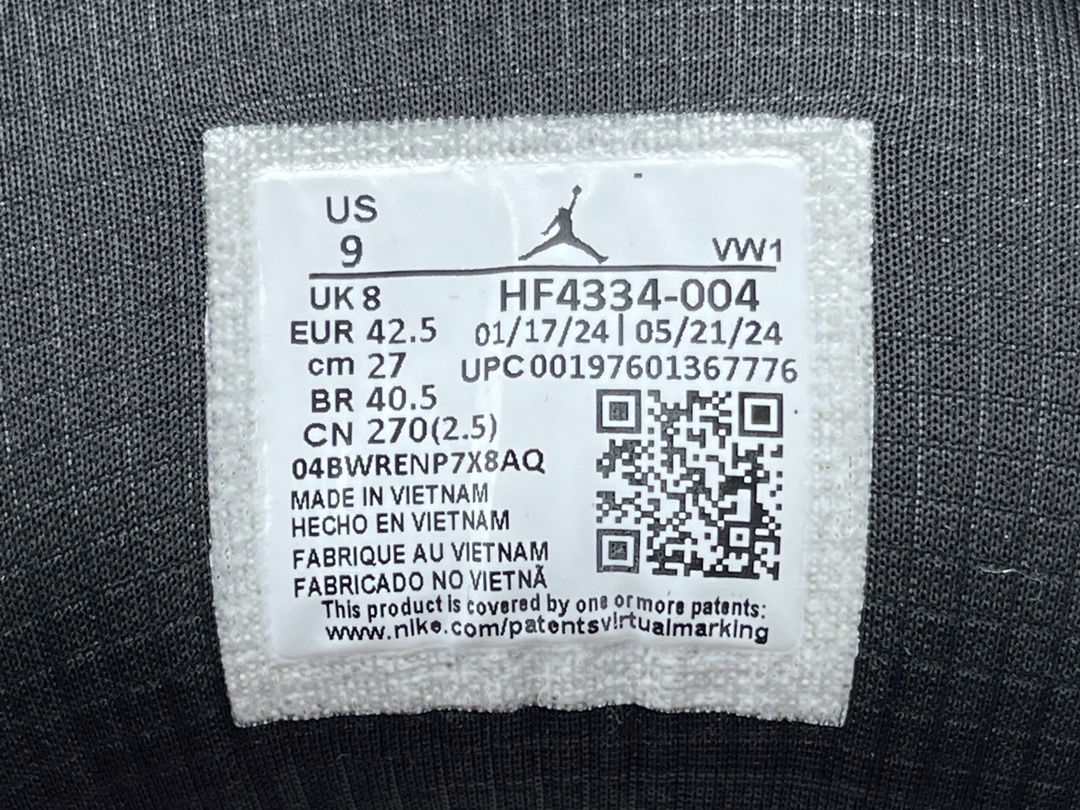 US
9
VW1
UK 8
HF4334-004
EUR 42.5
01/17/24 | 05/21/24
cm 27
UPC00197601367776
BR 40.5
CN 270(2.5)
04BWRENP7X8AQ
MADE IN VIETNAM
HECHO EN VIETNAM
FABRIQUE AU VIETNAM
FABRICADO NO VIETNÃ
This product is covered by one or more patents:
www.nike.com/patentsvirtualmarking